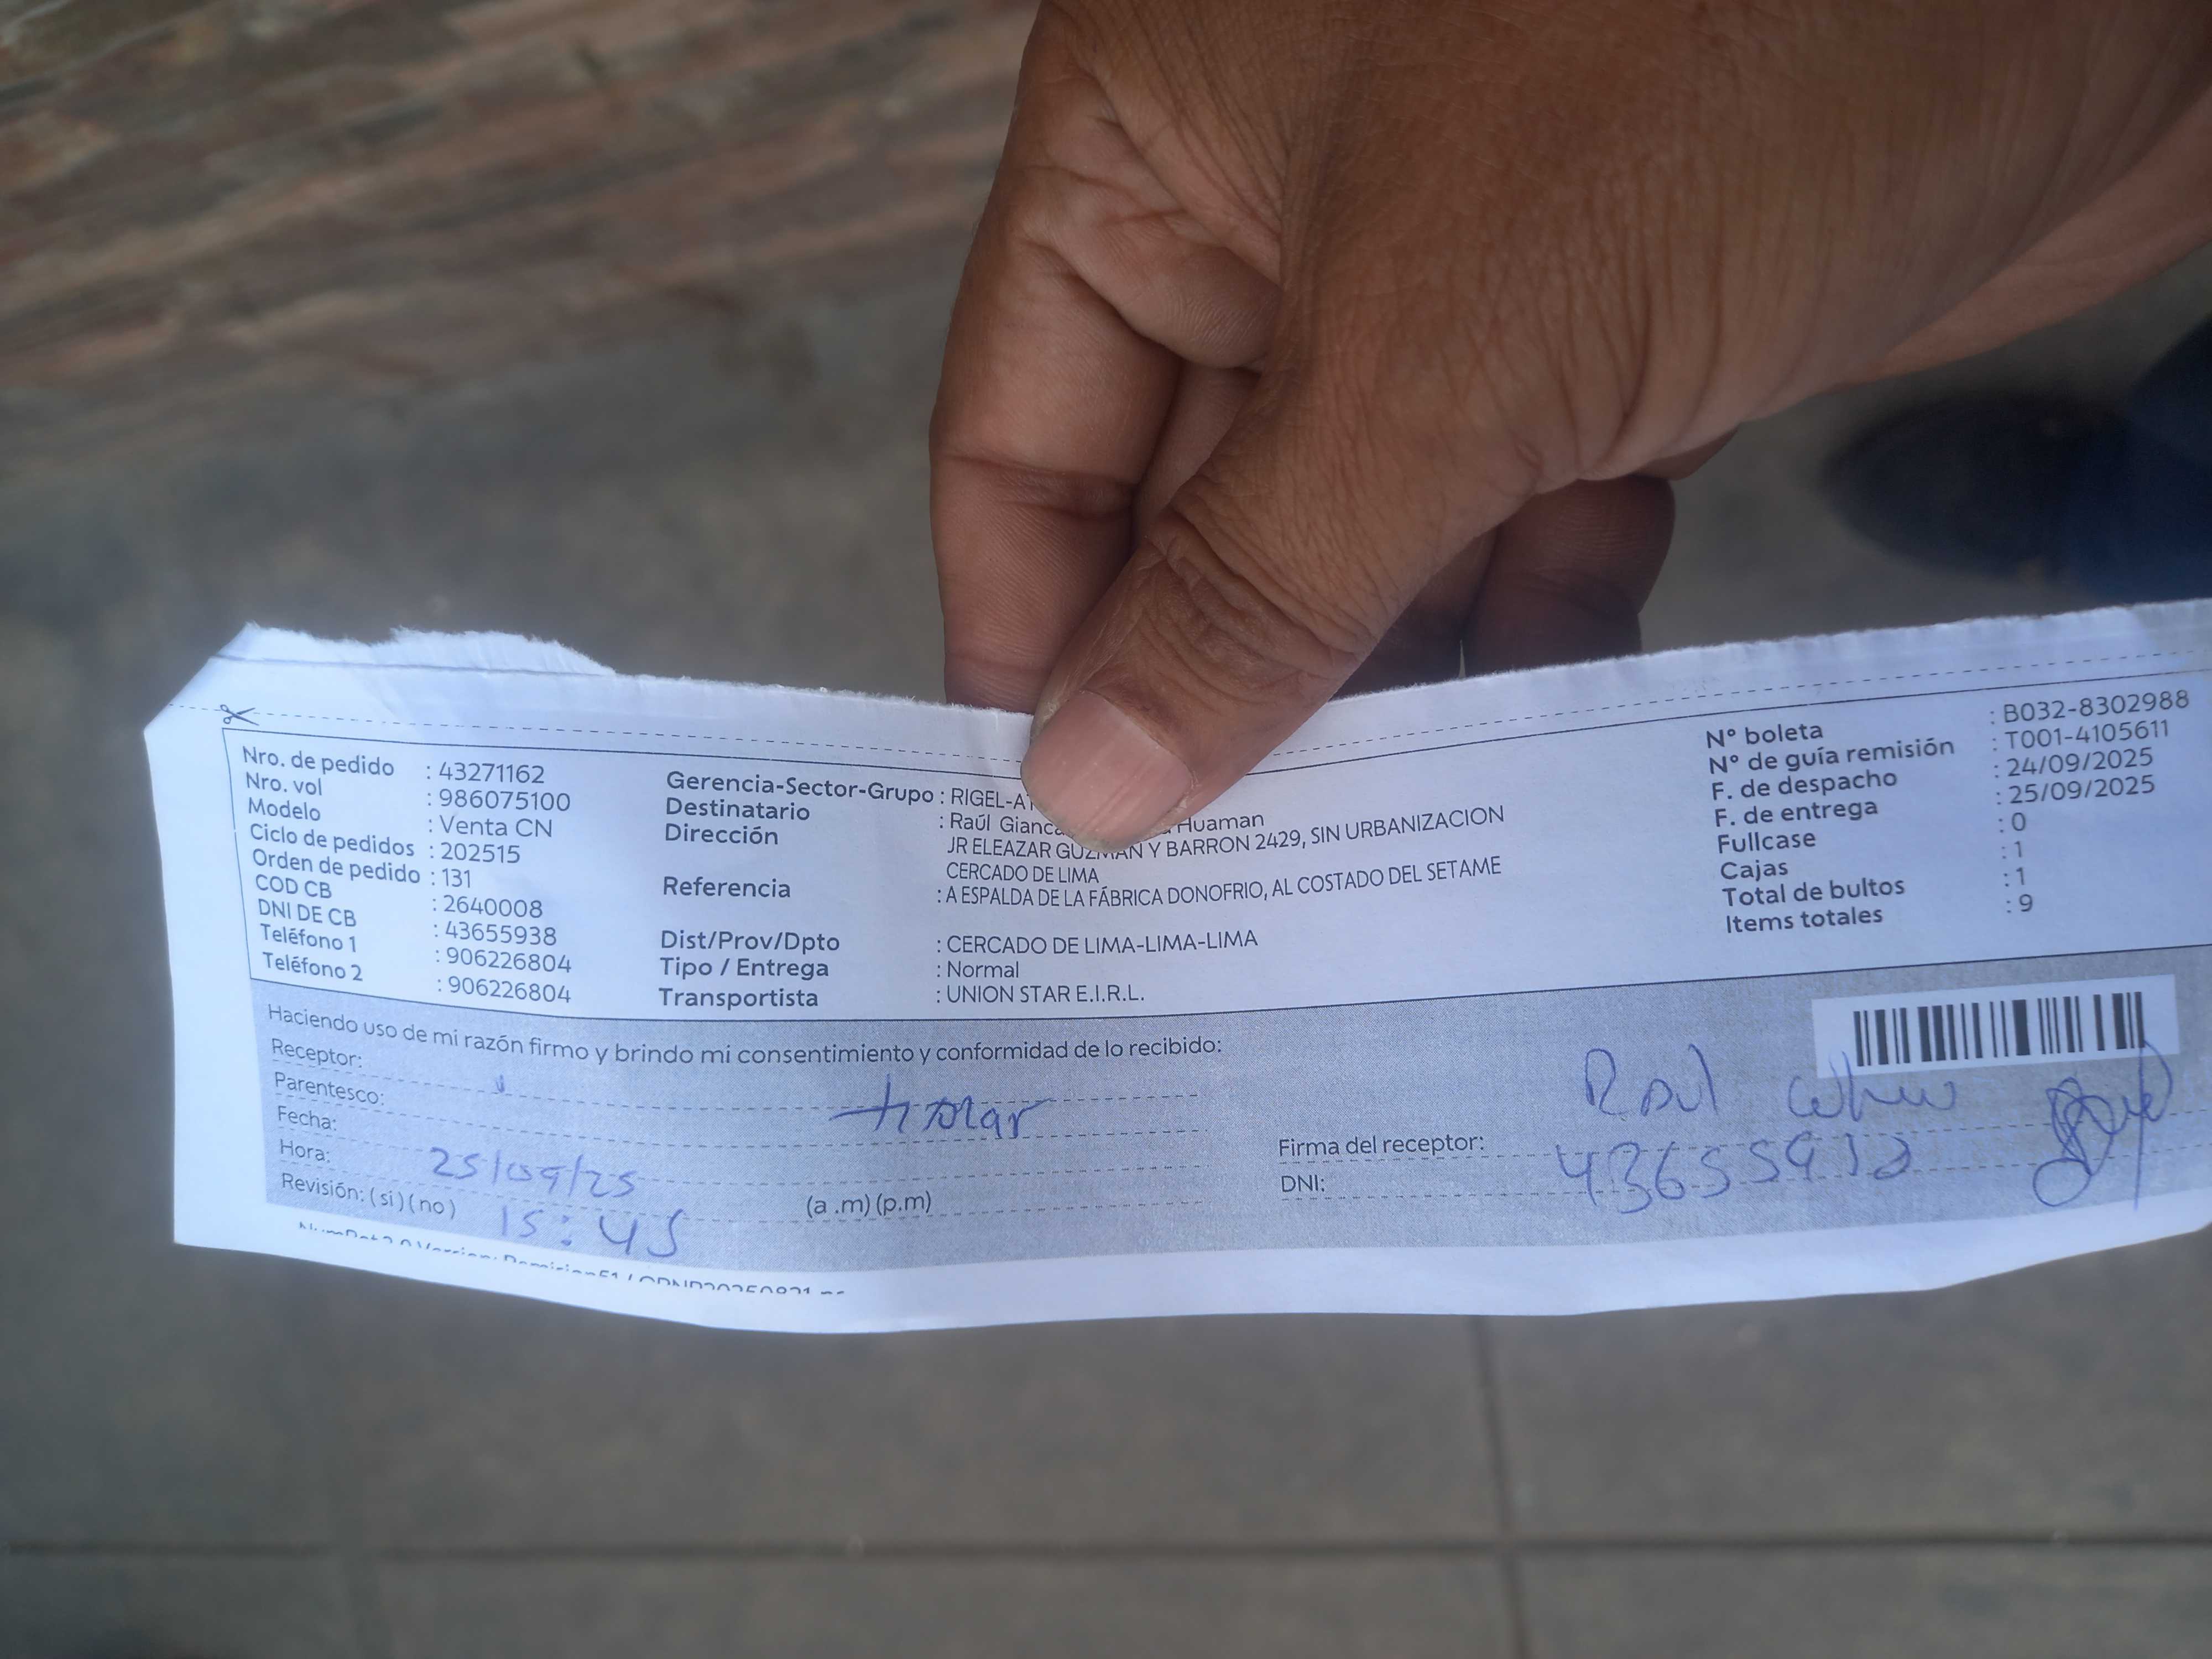 Nro. de pedido : 43271162
Nro. vol : 986075100
Modelo : Venta CN
Ciclo de pedidos : 202515
Orden de pedido : 131
COD CB : 2640008
DNI DE CB : 43655938
Teléfono 1 : 906226804
Teléfono 2 : 906226804
Gerencia-Sector-Grupo : RIGEL-
Destinatario : Raúl Huaman
Dirección JR ELEAZAR GUZMAN Y BARRON 2429, SIN URBANIZACION
CERCADO DE LIMA
Referencia : A ESPALDA DE LA FÁBRICA DONOFRIO, AL COSTADO DEL SETAME
Dist/Prov/Dpto : CERCADO DE LIMA-LIMA-LIMA
Tipo / Entrega : Normal
Transportista : UNION STAR E.I.R.L.
N° boleta : B032-8302988
N° de guía remisión : T001-4105611
F. de despacho : 24/09/2025
F. de entrega : 25/09/2025
Fullcase : 0
Cajas : 1
Total de bultos : 1
Items totales : 9
Haciendo uso de mi razón firmo y brindo mi consentimiento y conformidad de lo recibido:
Receptor:
Parentesco:
Fecha: 25/09/25
Hora: 15:45 (a .m) (p.m)
Revisión: (si) (no)
Raul
Firma del receptor:
DNI: